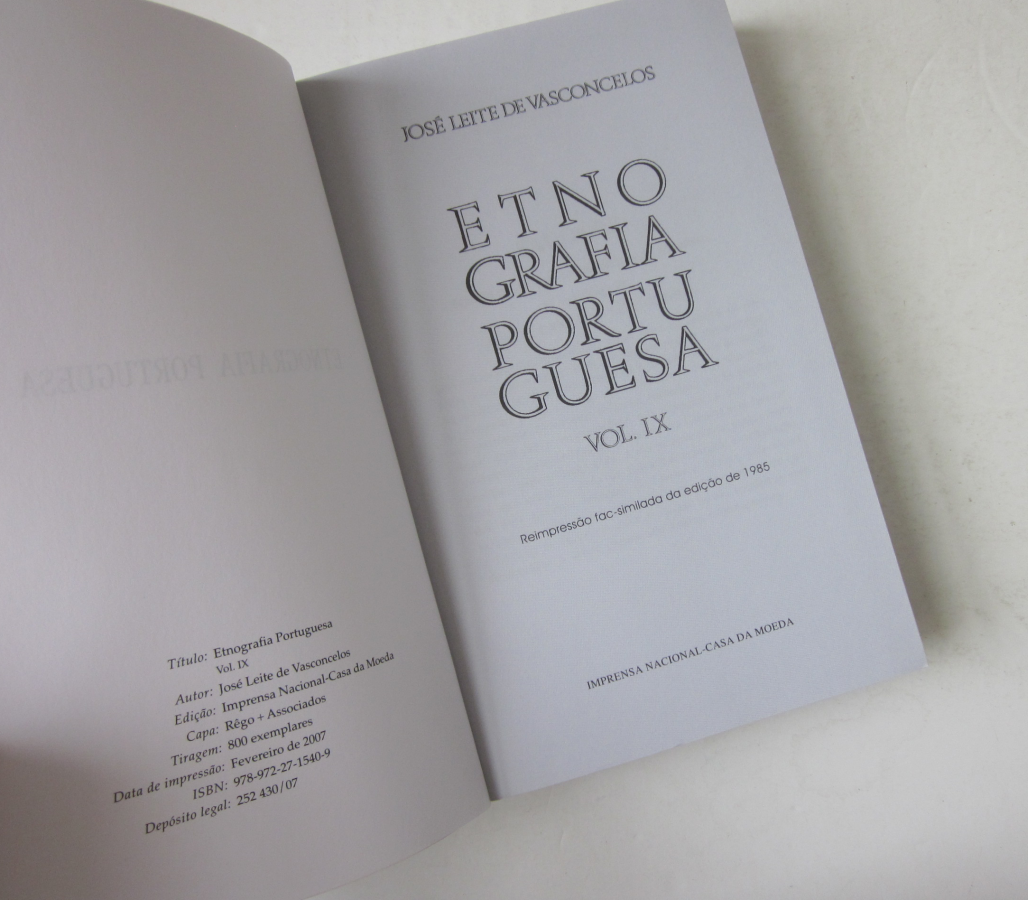 ETNOGRAFIA PORTUGUESA
Título: Etnografia Portuguesa
Vol. IX
Autor: José Leite de Vasconcelos
Edição: Imprensa Nacional-Casa da Moeda
Capa: Rêgo + Associados
Tiragem: 800 exemplares
Data de impressão: Fevereiro de 2007
ISBN: 978-972-27-1540-9
Depósito legal: 252 430/07
JOSÉ LEITE DE VASCONCELOS
ETNO
GRAFIA
PORTU
GUESA
VOL. IX
Reimpressão fac-similada da edição de 1985
IMPRENSA NACIONAL-CASA DA MOEDA